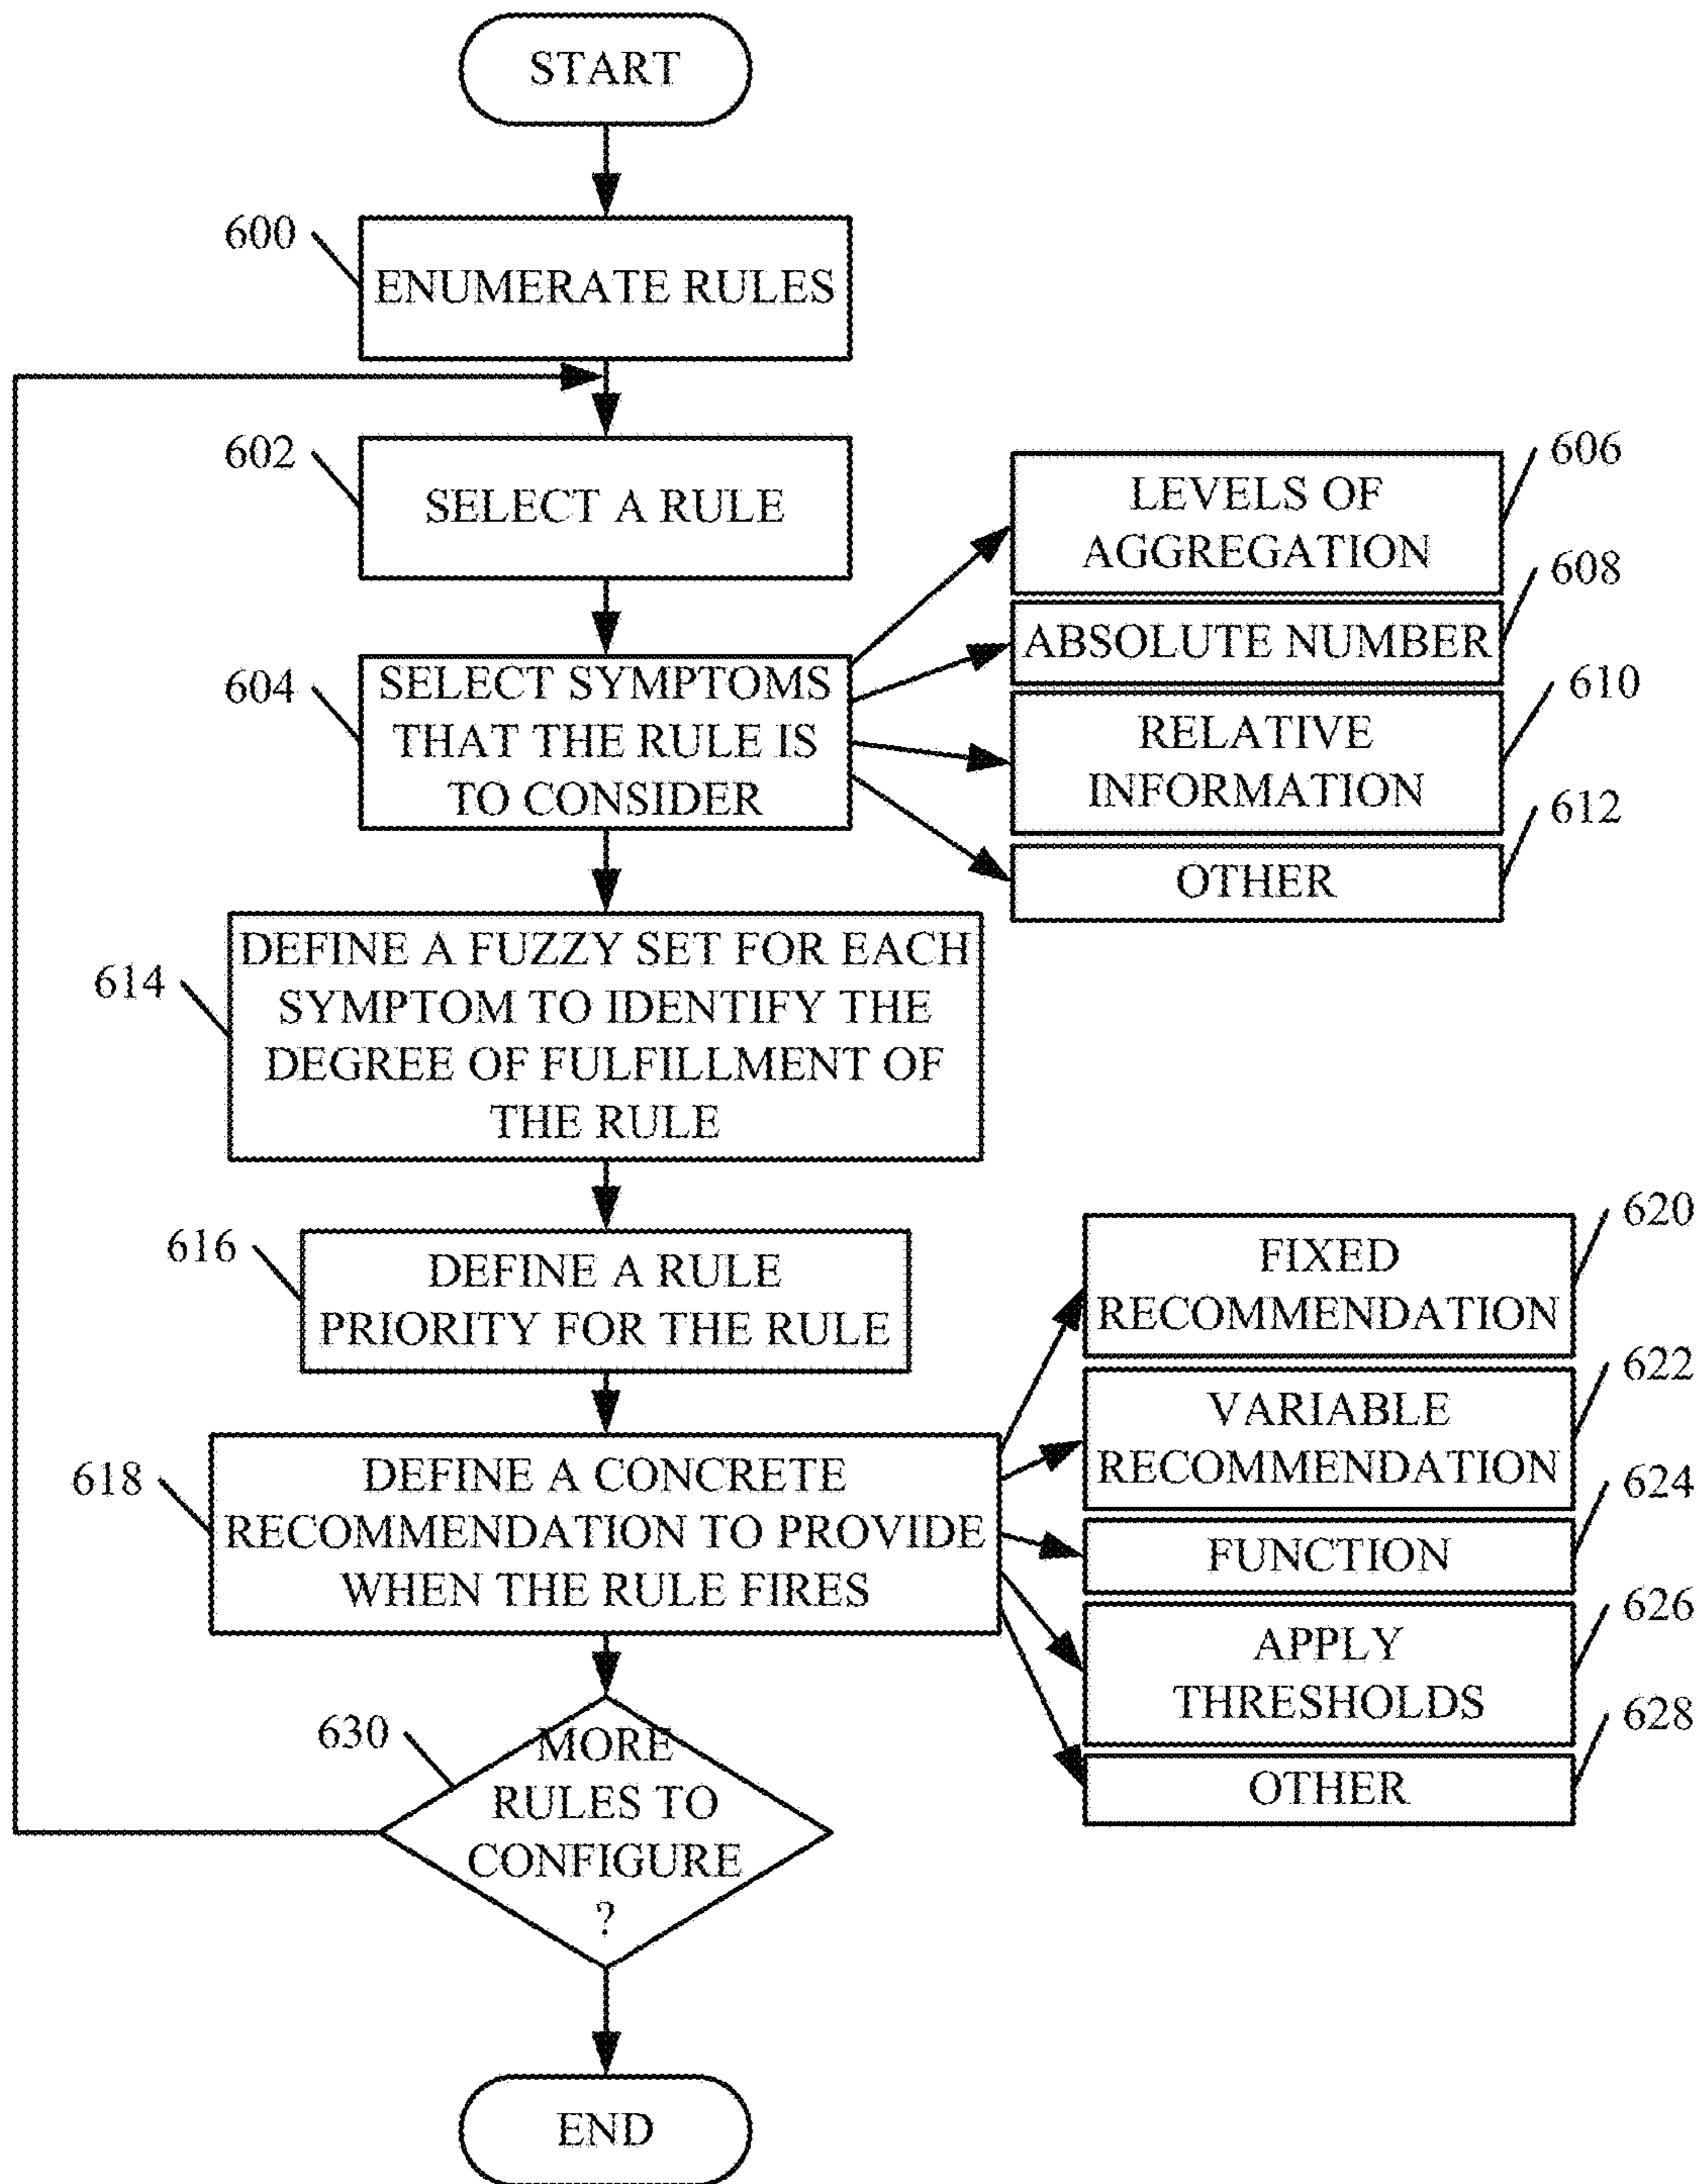 START
600
ENUMERATE RULES
602
SELECT A RULE
604
SELECT SYMPTOMS
THAT THE RULE IS
TO CONSIDER
606
LEVELS OF
AGGREGATION
608
ABSOLUTE NUMBER
610
RELATIVE
INFORMATION
612
OTHER
614
DEFINE A FUZZY SET FOR EACH
SYMPTOM TO IDENTIFY THE
DEGREE OF FULFILLMENT OF
THE RULE
616
DEFINE A RULE
PRIORITY FOR THE RULE
618
DEFINE A CONCRETE
RECOMMENDATION TO PROVIDE
WHEN THE RULE FIRES
620
FIXED
RECOMMENDATION
622
VARIABLE
RECOMMENDATION
624
FUNCTION
626
APPLY
THRESHOLDS
628
OTHER
630
MORE
RULES TO
CONFIGURE
?
END